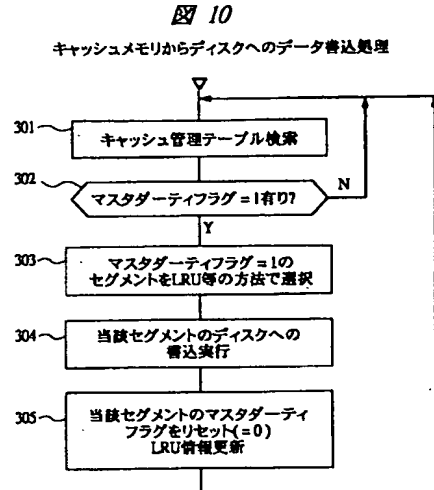 図 10
キャッシュメモリからディスクへのデータ書込処理
301
キャッシュ管理テーブル検索
302
マスタダーティフラグ=1有り?
N
Y
303
マスタダーティフラグ=1の
セグメントをLRU等の方法で選択
304
当該セグメントのディスクへの
書込実行
305
当該セグメントのマスタダーティ
フラグをリセット(=0)
LRU情報更新